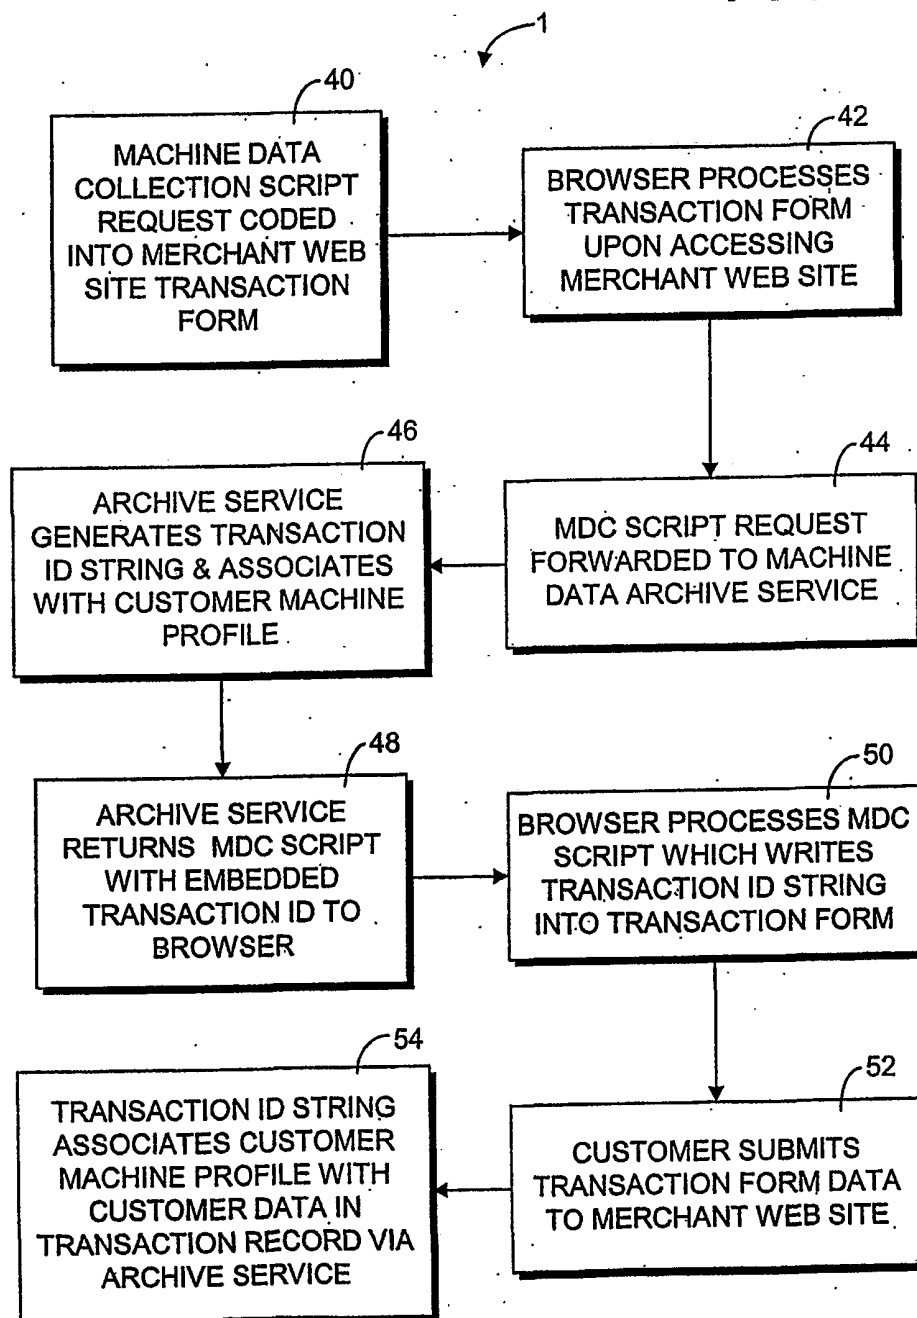 1
40
MACHINE DATA
COLLECTION SCRIPT
REQUEST CODED
INTO MERCHANT WEB
SITE TRANSACTION
FORM
42
BROWSER PROCESSES
TRANSACTION FORM
UPON ACCESSING
MERCHANT WEB SITE
44
MDC SCRIPT REQUEST
FORWARDED TO MACHINE
DATA ARCHIVE SERVICE
46
ARCHIVE SERVICE
GENERATES TRANSACTION
ID STRING & ASSOCIATES
WITH CUSTOMER MACHINE
PROFILE
48
ARCHIVE SERVICE
RETURNS MDC SCRIPT
WITH EMBEDDED
TRANSACTION ID TO
BROWSER
50
BROWSER PROCESSES MDC
SCRIPT WHICH WRITES
TRANSACTION ID STRING
INTO TRANSACTION FORM
52
CUSTOMER SUBMITS
TRANSACTION FORM DATA
TO MERCHANT WEB SITE
54
TRANSACTION ID STRING
ASSOCIATES CUSTOMER
MACHINE PROFILE WITH
CUSTOMER DATA IN
TRANSACTION RECORD VIA
ARCHIVE SERVICE